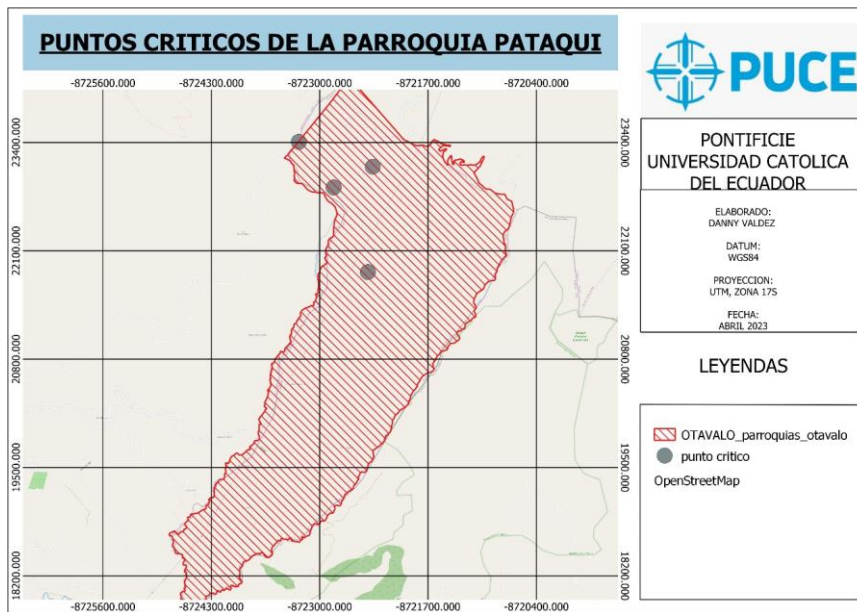 PUNTOS CRITICOS DE LA PARROQUIA PATAQUI
-8725600.000 -8724300.000 -8723000.000 -8721700.000 -8720400.000
23400.000 23400.000
22100.000 22100.000
20800.000 20800.000
19500.000 19500.000
18200.000 18200.000
-8725600.000 -8724300.000 -8723000.000 -8721700.000 -8720400.000
PUCE
PONTIFICIE
UNIVERSIDAD CATOLICA
DEL ECUADOR
ELABORADO:
DANNY VALDEZ
DATUM:
WGS84
PROYECCION:
UTM, ZONA 17S
FECHA:
ABRIL 2023
LEYENDAS
OTAVALO_parroquias_otavalo
punto critico
OpenStreetMap